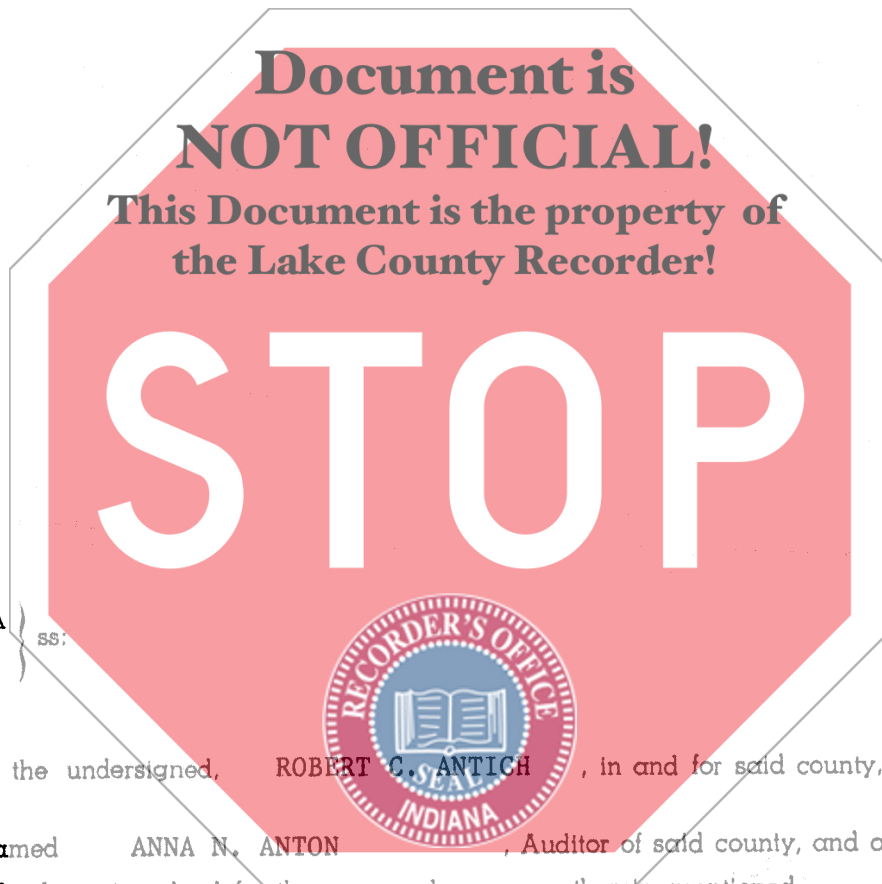 Document is
NOT OFFICIAL!
This Document is the property of
the Lake County Recorder!
STOP
RECORDER'S OFFICE
SEAL
INDIANA
A } ss:
the undersigned, ROBERT C. ANTICH , in and for said county,
amed ANNA N. ANTON , Auditor of said county, and a
mentioned